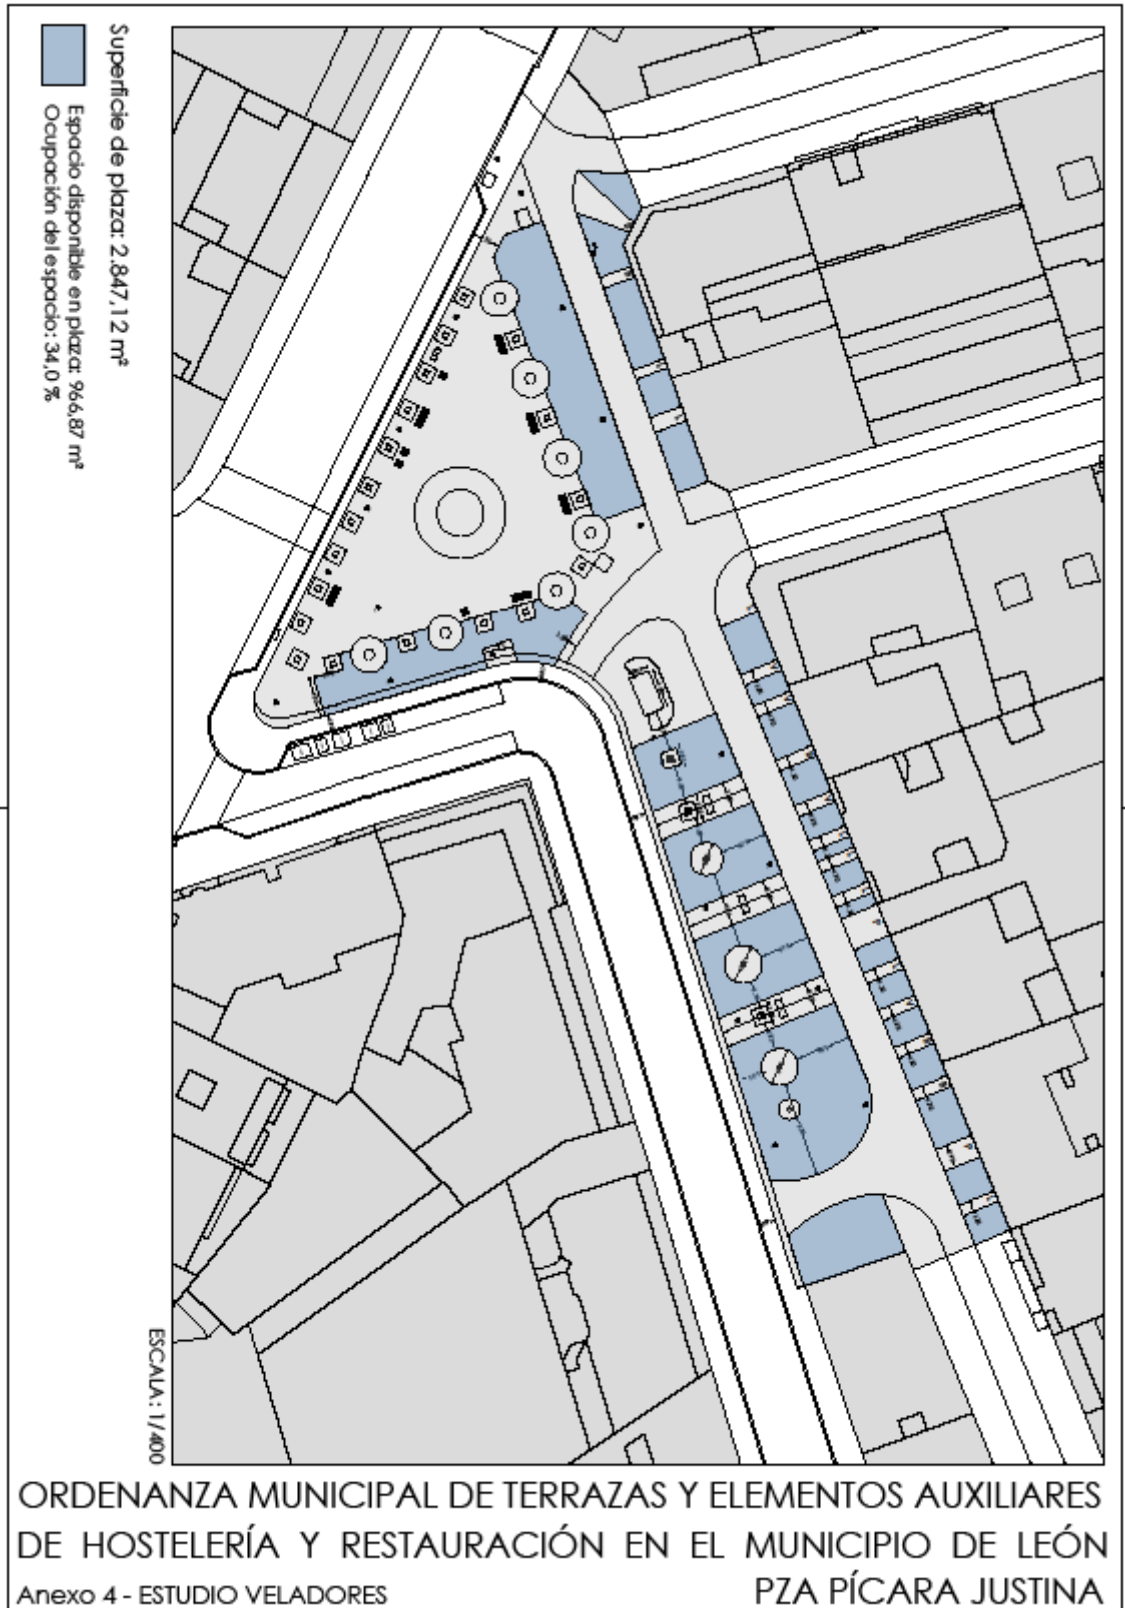 Superficie de plaza: 2.847,12 m²
Espacio disponible en plaza: 966,87 m²
Ocupación del espacio: 34,0 %
ESCALA: 1/400
ORDENANZA MUNICIPAL DE TERRAZAS Y ELEMENTOS AUXILIARES
DE HOSTELERÍA Y RESTAURACIÓN EN EL MUNICIPIO DE LEÓN
Anexo 4 - ESTUDIO VELADORES
PZA PÍCARA JUSTINA